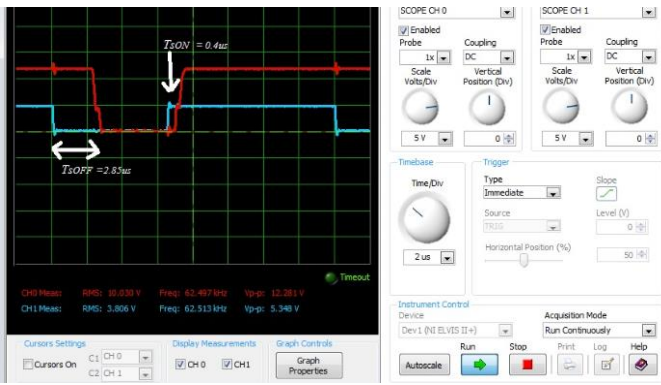 SCOPE CH 0
SCOPE CH 1
Enabled
Enabled
Probe
Coupling
Probe
Coupling
1x
DC
1x
DC
Scale
Volts/Div
Vertical
Position (Div)
Scale
Volts/Div
Vertical
Position (Div)
5 V
0
5 V
0
TsON = 0.4us
TsOFF =2.85us
Timebase
Trigger
Time/Div
Type
Slope
Immediate
Source
Level (V)
TRIG
0
Horizontal Position (%)
2 us
50
Timeout
CH0 Meas: RMS: 10.030 V Freq: 62.497 kHz Vp-p: 12.281 V
CH1 Meas: RMS: 3.806 V Freq: 62.513 kHz Vp-p: 5.348 V
Instrument Control
Device
Acquisition Mode
Dev1 (NI ELVIS II+)
Run Continuously
Cursors Settings
Display Measurements
Graph Controls
Cursors On
C1 CH 0
C2 CH 1
CH 0
CH1
Graph
Properties
Run
Stop
Print
Log
Help
Autoscale